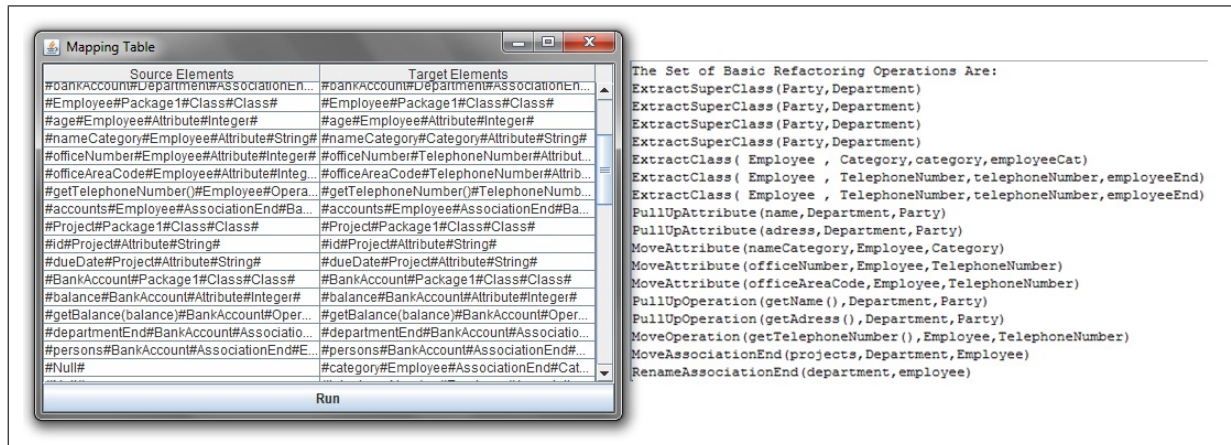 Mapping Table
Source Elements Target Elements
#bankAccount#Department#AssociationEn... #bankAccount#Department#AssociationEn...
#Employee#Package1#Class#Class# #Employee#Package1#Class#Class#
#age#Employee#Attribute#Integer# #age#Employee#Attribute#Integer#
#nameCategory#Employee#Attribute#String# #nameCategory#Category#Attribute#String#
#officeNumber#Employee#Attribute#Integer# #officeNumber#TelephoneNumber#Attribut...
#officeAreaCode#Employee#Attribute#Integ... #officeAreaCode#TelephoneNumber#Attrib...
#getTelephoneNumber()#Employee#Opera... #getTelephoneNumber()#TelephoneNumb...
#accounts#Employee#AssociationEnd#Ba... #accounts#Employee#AssociationEnd#Ba...
#Project#Package1#Class#Class# #Project#Package1#Class#Class#
#id#Project#Attribute#String# #id#Project#Attribute#String#
#dueDate#Project#Attribute#String# #dueDate#Project#Attribute#String#
#BankAccount#Package1#Class#Class# #BankAccount#Package1#Class#Class#
#balance#BankAccount#Attribute#Integer# #balance#BankAccount#Attribute#Integer#
#getBalance(balance)#BankAccount#Oper... #getBalance(balance)#BankAccount#Oper...
#departmentEnd#BankAccount#Associatio... #departmentEnd#BankAccount#Associatio...
#persons#BankAccount#AssociationEnd#E... #persons#BankAccount#AssociationEnd#...
#Null# #category#Employee#AssociationEnd#Cat...
Run
The Set of Basic Refactoring Operations Are:
ExtractSuperClass(Party,Department)
ExtractSuperClass(Party,Department)
ExtractSuperClass(Party,Department)
ExtractSuperClass(Party,Department)
ExtractClass( Employee , Category,category,employeeCat)
ExtractClass( Employee , TelephoneNumber,telephoneNumber,employeeEnd)
ExtractClass( Employee , TelephoneNumber,telephoneNumber,employeeEnd)
PullUpAttribute(name,Department,Party)
PullUpAttribute(adress,Department,Party)
MoveAttribute(nameCategory,Employee,Category)
MoveAttribute(officeNumber,Employee,TelephoneNumber)
MoveAttribute(officeAreaCode,Employee,TelephoneNumber)
PullUpOperation(getName(),Department,Party)
PullUpOperation(getAdress(),Department,Party)
MoveOperation(getTelephoneNumber(),Employee,TelephoneNumber)
MoveAssociationEnd(projects,Department,Employee)
RenameAssociationEnd(department,employee)